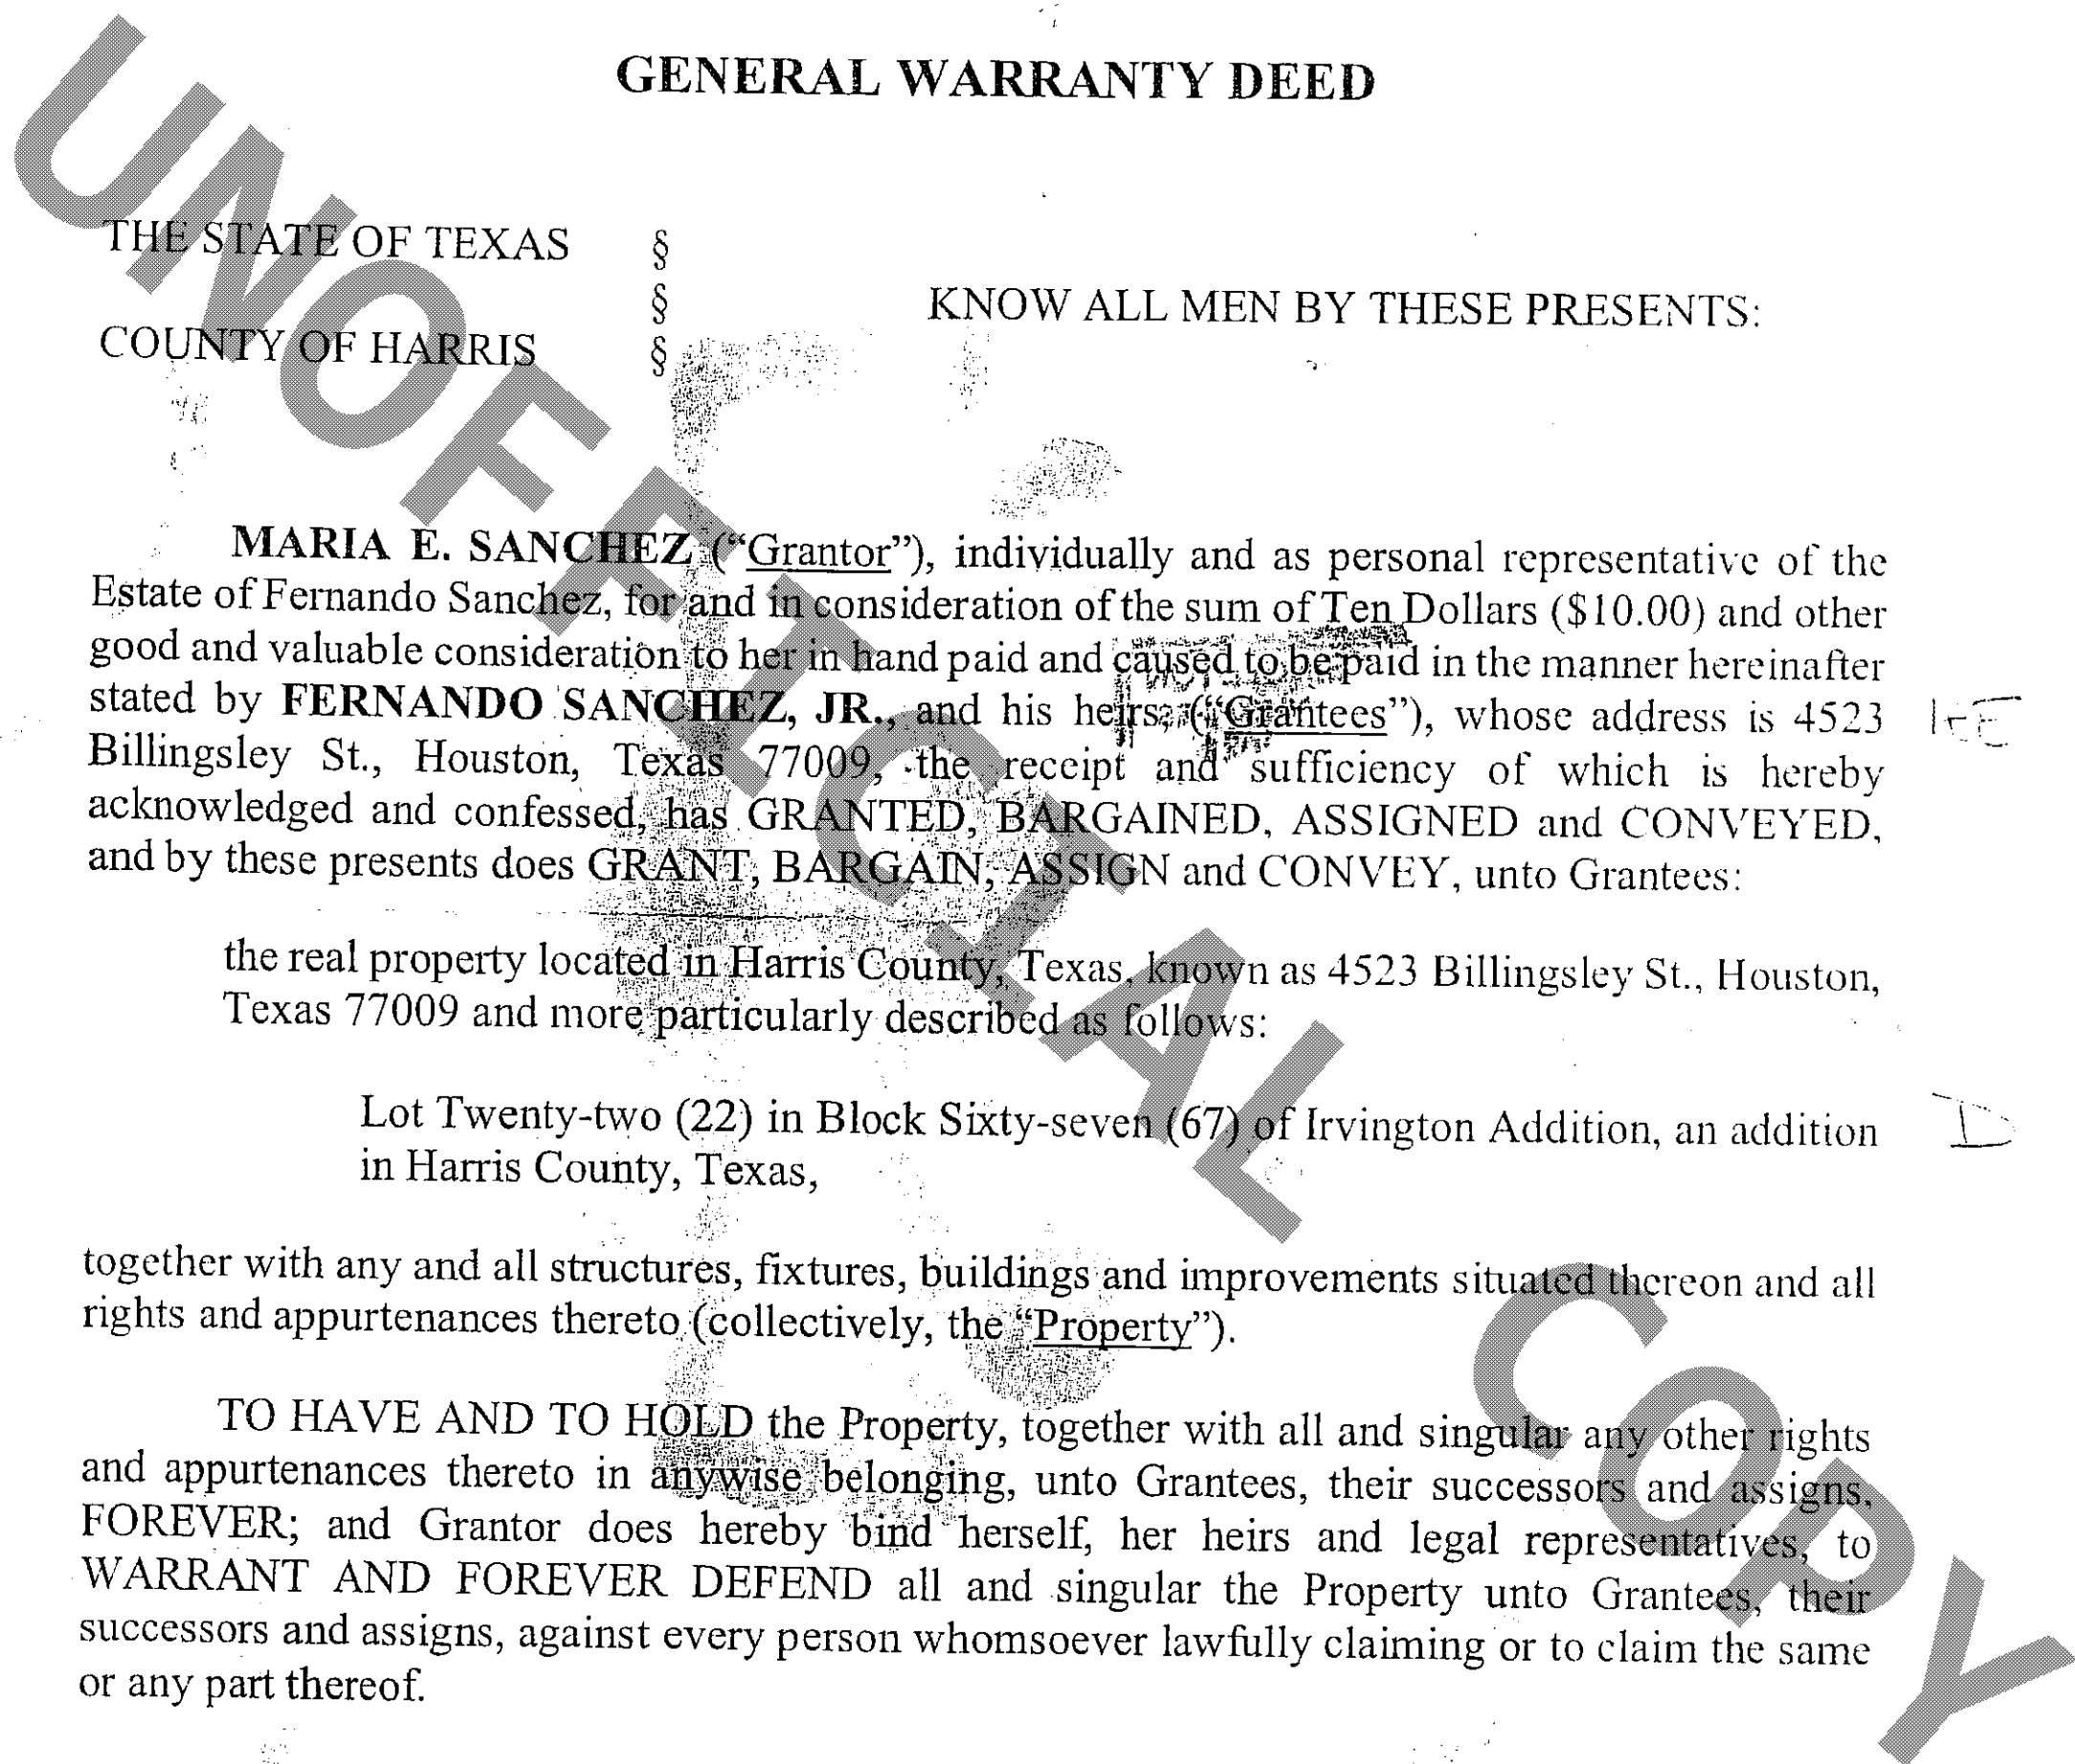 GENERAL WARRANTY DEED
THE STATE OF TEXAS §
§ KNOW ALL MEN BY THESE PRESENTS:
COUNTY OF HARRIS §
MARIA E. SANCHEZ (“Grantor”), individually and as personal representative of the
Estate of Fernando Sanchez, for and in consideration of the sum of Ten Dollars ($10.00) and other
good and valuable consideration to her in hand paid and caused to be paid in the manner hereinafter
stated by FERNANDO SANCHEZ, JR., and his heirs, (“Grantees”), whose address is 4523
Billingsley St., Houston, Texas 77009, the receipt and sufficiency of which is hereby
acknowledged and confessed, has GRANTED, BARGAINED, ASSIGNED and CONVEYED,
and by these presents does GRANT, BARGAIN, ASSIGN and CONVEY, unto Grantees:
the real property located in Harris County, Texas, known as 4523 Billingsley St., Houston,
Texas 77009 and more particularly described as follows:
Lot Twenty-two (22) in Block Sixty-seven (67) of Irvington Addition, an addition
in Harris County, Texas,
D
together with any and all structures, fixtures, buildings and improvements situated thereon and all
rights and appurtenances thereto (collectively, the “Property”).
TO HAVE AND TO HOLD the Property, together with all and singular any other rights
and appurtenances thereto in anywise belonging, unto Grantees, their successors and assigns,
FOREVER; and Grantor does hereby bind herself, her heirs and legal representatives, to
WARRANT AND FOREVER DEFEND all and singular the Property unto Grantees, their
successors and assigns, against every person whomsoever lawfully claiming or to claim the same
or any part thereof.
UNOFFICIAL COPY